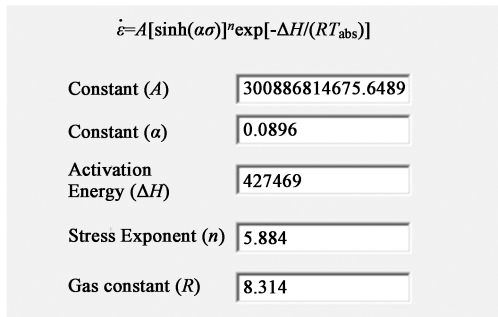 ε̇=A[sinh(ασ)]ⁿexp[-ΔH/(RTabs)]
Constant (A) 300886814675.6489
Constant (α) 0.0896
Activation
Energy (ΔH) 427469
Stress Exponent (n) 5.884
Gas constant (R) 8.314